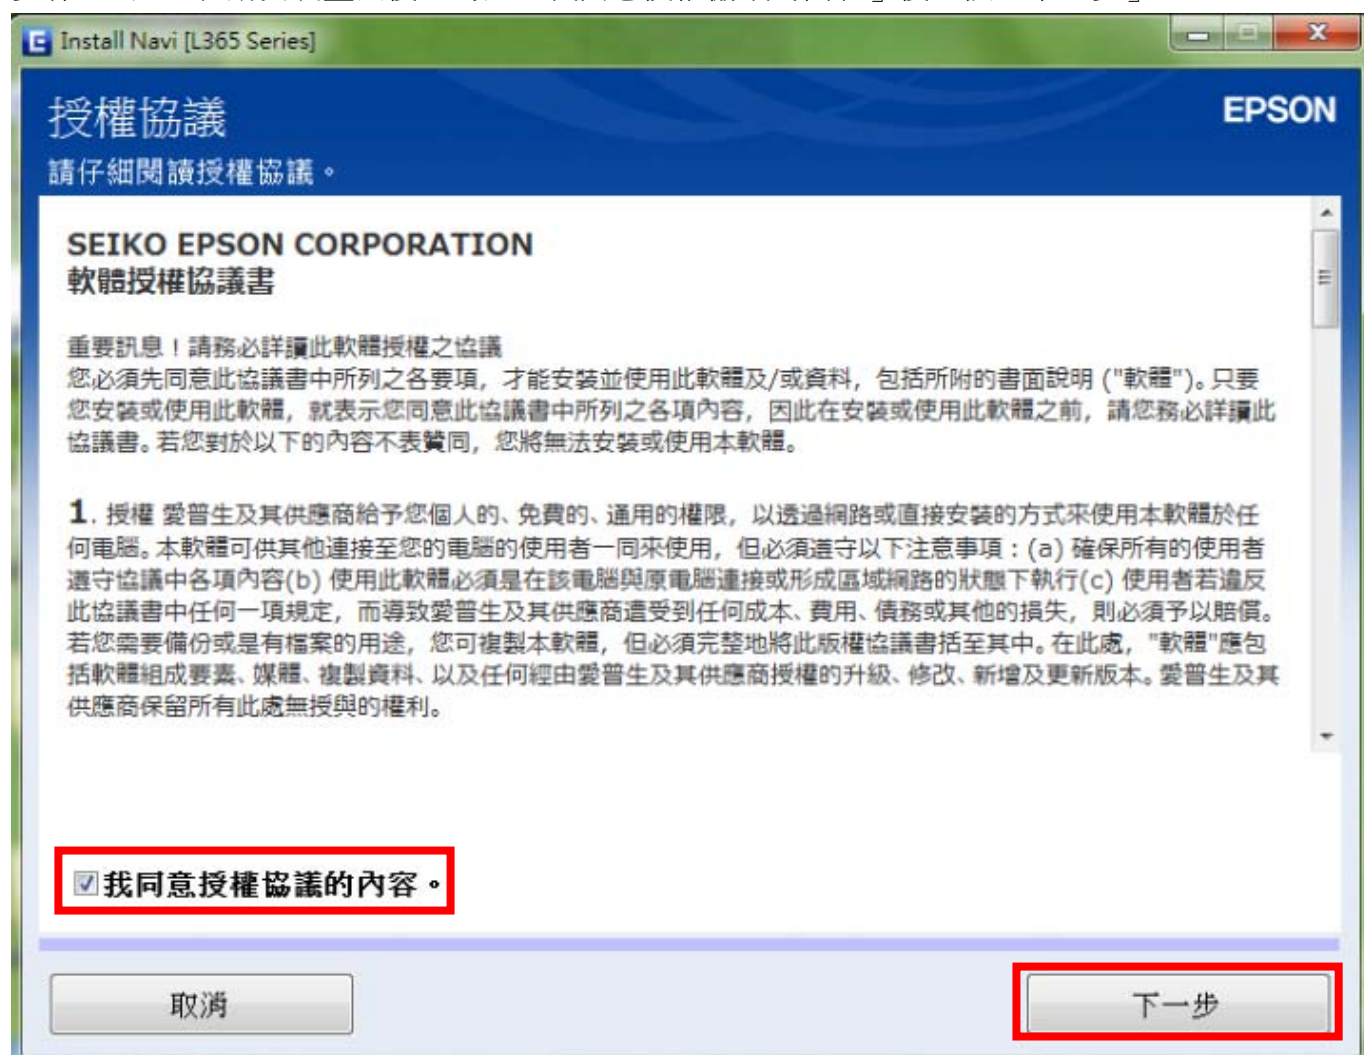 Install Navi [L365 Series]
授權協議
EPSON
請仔細閱讀授權協議。
SEIKO EPSON CORPORATION
軟體授權協議書
重要訊息！請務必詳讀此軟體授權之協議
您必須先同意此協議書中所列之各要項，才能安裝並使用此軟體及/或資料，包括所附的書面說明 ("軟體")。只要
您安裝或使用此軟體，就表示您同意此協議書中所列之各項內容，因此在安裝或使用此軟體之前，請您務必詳讀此
協議書。若您對於以下的內容不表贊同，您將無法安裝或使用本軟體。
1. 授權 愛普生及其供應商給予您個人的、免費的、通用的權限，以透過網路或直接安裝的方式來使用本軟體於任
何電腦。本軟體可供其他連接至您的電腦的使用者一同來使用，但必須遵守以下注意事項：(a) 確保所有的使用者
遵守協議中各項內容(b) 使用此軟體必須是在該電腦與原電腦連接或形成區域網路的狀態下執行(c) 使用者若違反
此協議書中任何一項規定，而導致愛普生及其供應商遭受到任何成本、費用、債務或其他的損失，則必須予以賠償。
若您需要備份或是有檔案的用途，您可複製本軟體，但必須完整地將此版權協議書括至其中。在此處，"軟體"應包
括軟體組成要素、媒體、複製資料、以及任何經由愛普生及其供應商授權的升級、修改、新增及更新版本。愛普生及其
供應商保留所有此處無授與的權利。
我同意授權協議的內容。
取消
下一步